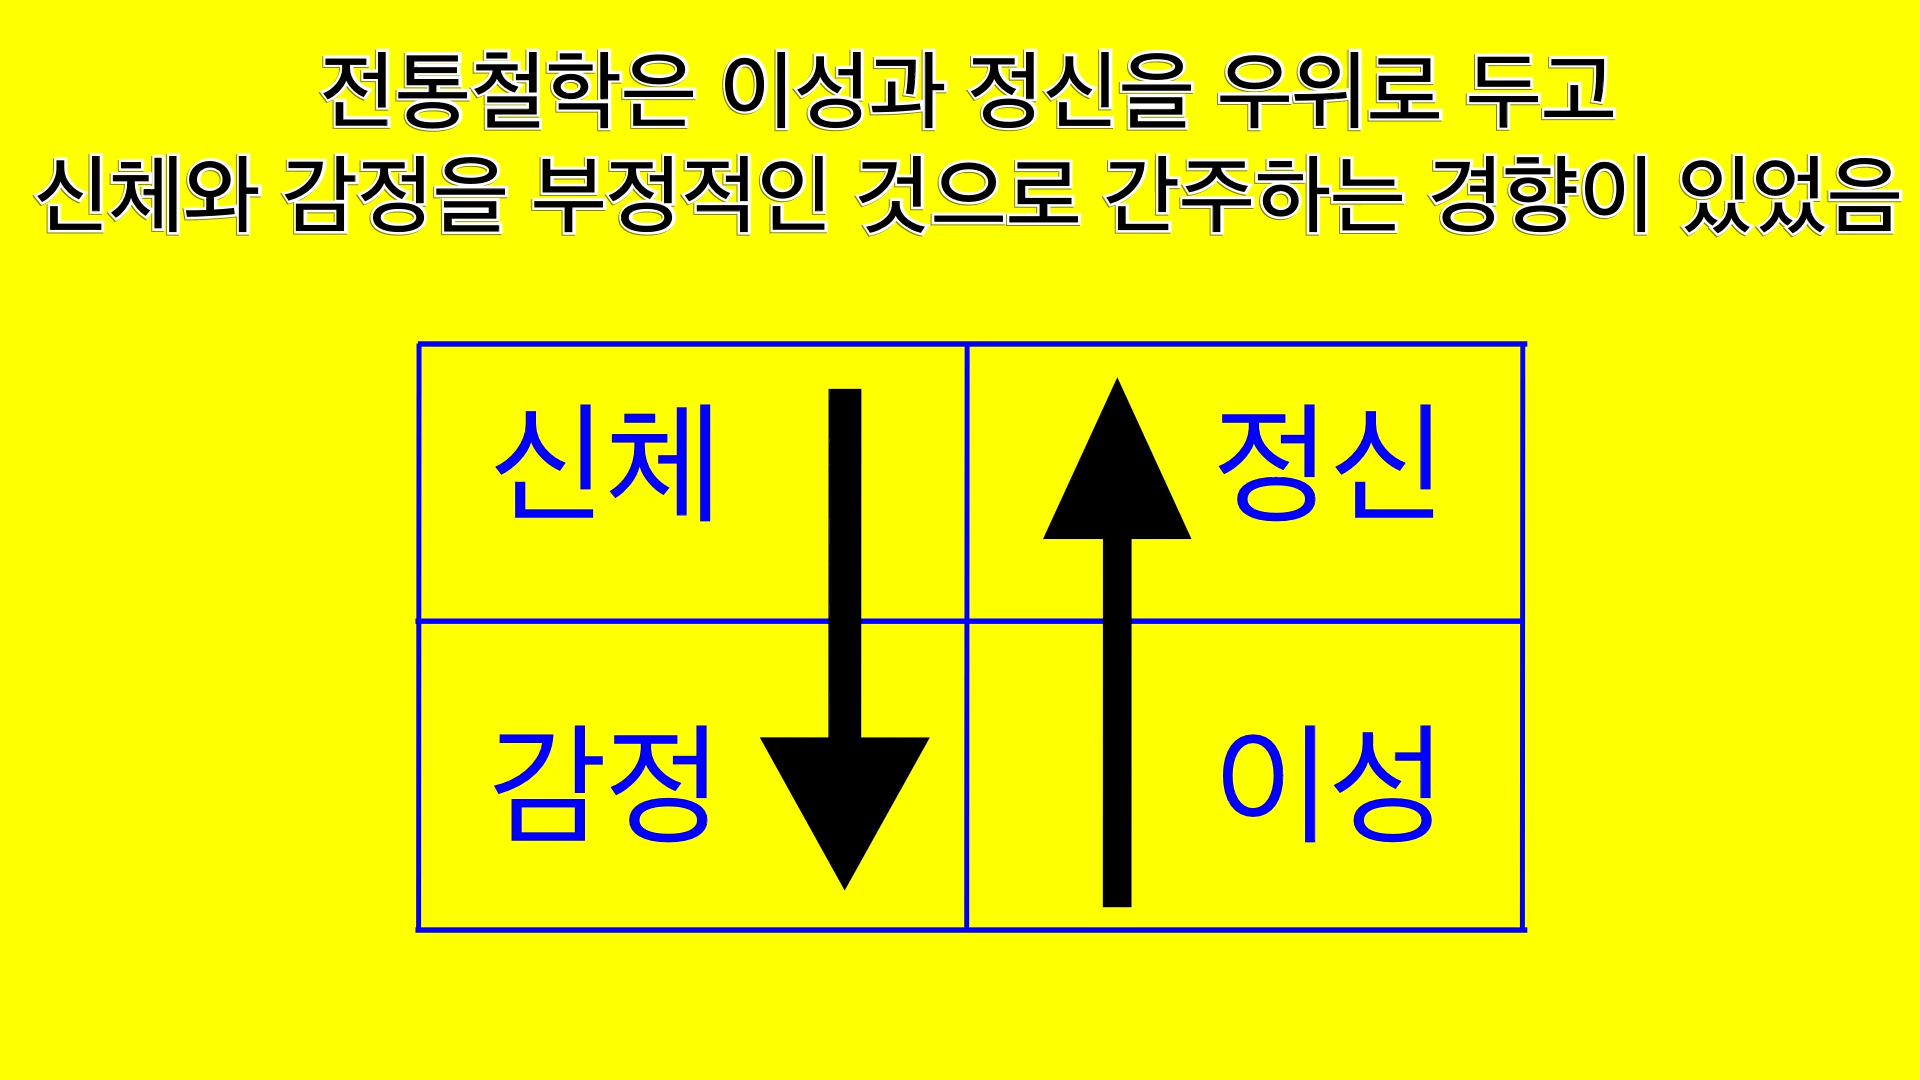 전통철학은 이성과 정신을 우위로 두고
신체와 감정을 부정적인 것으로 간주하는 경향이 있었음
신체 정신
감정 이성